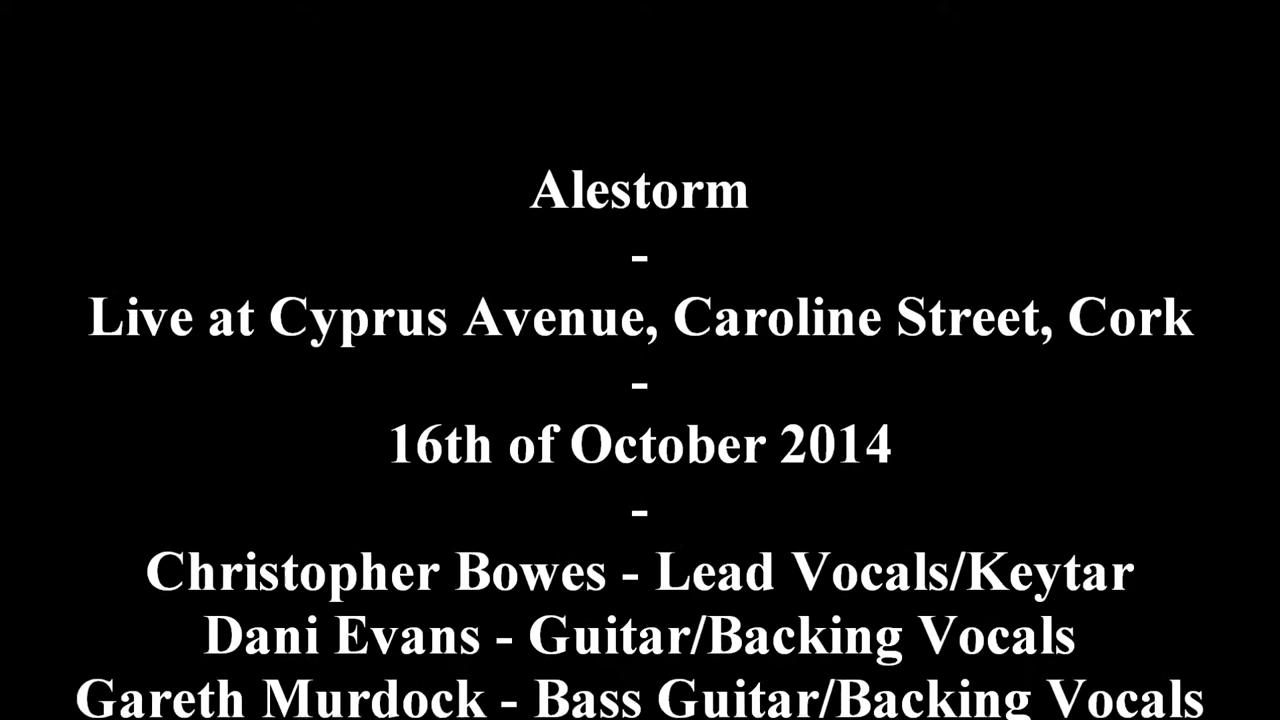 Alestorm
-
Live at Cyprus Avenue, Caroline Street, Cork
-
16th of October 2014
-
Christopher Bowes - Lead Vocals/Keytar
Dani Evans - Guitar/Backing Vocals
Gareth Murdock - Bass Guitar/Backing Vocals